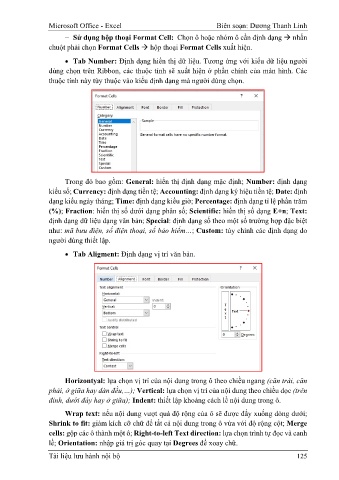 Microsoft Office - Excel Biên soạn: Dương Thanh Linh
− Sử dụng hộp thoại Format Cell: Chọn ô hoặc nhóm ô cần định dạng → nhấn
chuột phải chọn Format Cells → hộp thoại Format Cells xuất hiện.
• Tab Number: Định dạng hiển thị dữ liệu. Tương ứng với kiểu dữ liệu người
dùng chọn trên Ribbon, các thuộc tính sẽ xuất hiện ở phần chính của màn hình. Các
thuộc tính này tùy thuộc vào kiểu định dạng mà người dùng chọn.
Format Cells ? ×
Number Alignment Font Border Fill Protection
Category:
General
Number
Currency
Accounting
Date
Time
Percentage
Fraction
Scientific
Text
Special
Custom
Sample
General format cells have no specific number format.
Trong đó bao gồm: General: hiển thị định dạng mặc định; Number: định dạng
kiểu số; Currency: định dạng tiền tệ; Accounting: định dạng ký hiệu tiền tệ; Date: định
dạng kiểu ngày tháng; Time: định dạng kiểu giờ; Percentage: định dạng tỉ lệ phần trăm
(%); Fraction: hiển thị số dưới dạng phân số; Scientific: hiển thị số dạng E+n; Text:
định dạng dữ liệu dạng văn bản; Special: định dạng số theo một số trường hợp đặc biệt
như: mã bưu điện, số điện thoại, số bảo hiểm…; Custom: tùy chỉnh các định dạng do
người dùng thiết lập.
• Tab Aligment: Định dạng vị trí văn bản.
Format Cells ? ×
Number Alignment Font Border Fill Protection
Text alignment
Horizontal:
General Indent:
Vertical: 0
Bottom
Justify distributed
Text control
Wrap text
Shrink to fit
Merge cells
Right-to-left
Text direction:
Context
Orientation
Text
Text
0 Degrees
Horizontyal: lựa chọn vị trí của nội dung trong ô theo chiều ngang (căn trái, căn
phải, ở giữa hay dàn đều,…); Vertical: lựa chọn vị trí của nội dung theo chiều dọc (trên
đỉnh, dưới đáy hay ở giữa); Indent: thiết lập khoảng cách lề nội dung trong ô.
Wrap text: nếu nội dung vượt quá độ rộng của ô sẽ được đẩy xuống dòng dưới;
Shrink to fit: giảm kích cỡ chữ để tất cả nội dung trong ô vừa với độ rộng cột; Merge
cells: gộp các ô thành một ô; Right-to-left Text direction: lựa chọn trình tự đọc và canh
lề; Orientation: nhập giá trị góc quay tại Degrees để xoay chữ.
Tài liệu lưu hành nội bộ 125